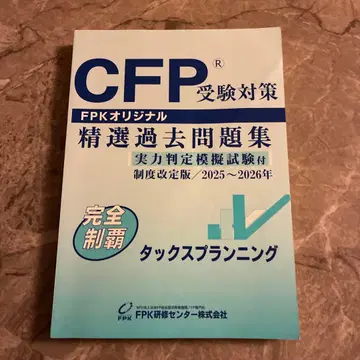 CFP® 受験対策
FPKオリジナル
精選過去問題集
実力判定模擬試験付
制度改定版／2025～2026年
完全
制覇
タックスプランニング
FPK
FPK研修センター株式会社